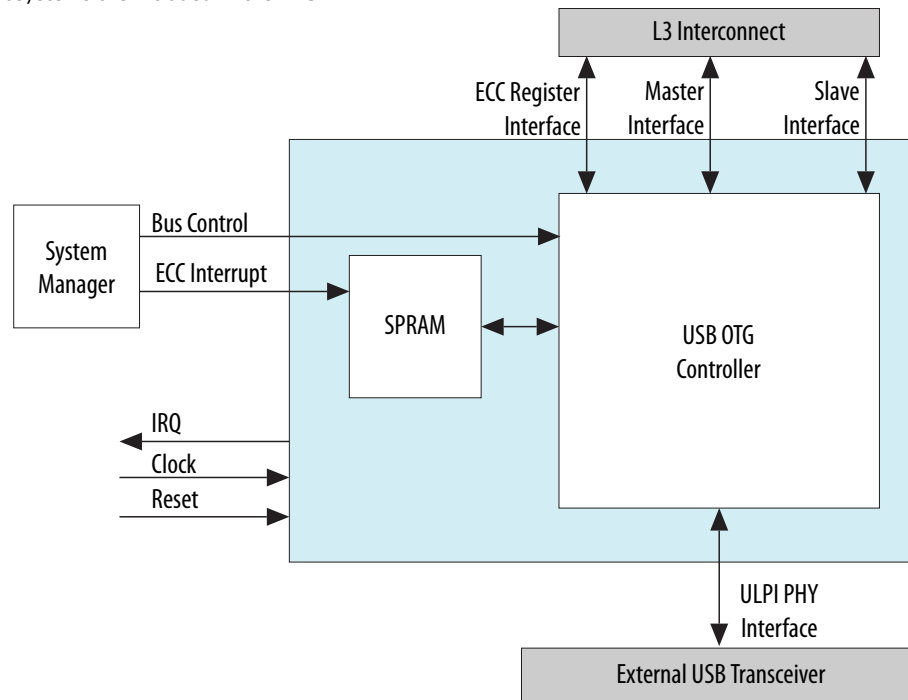 L3 Interconnect
ECC Register
Interface
Master
Interface
Slave
Interface
System
Manager
Bus Control
ECC Interrupt
SPRAM
USB OTG
Controller
IRQ
Clock
Reset
ULPI PHY
Interface
External USB Transceiver